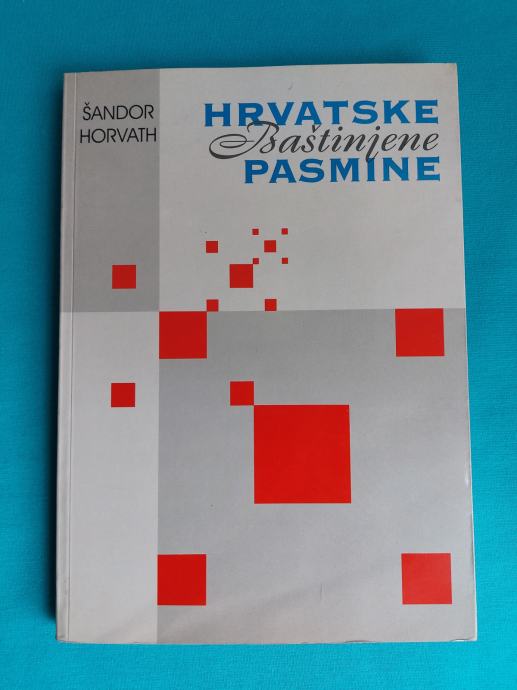 ŠANDOR
HORVATH
HRVATSKE
Baštinjene
PASMINE